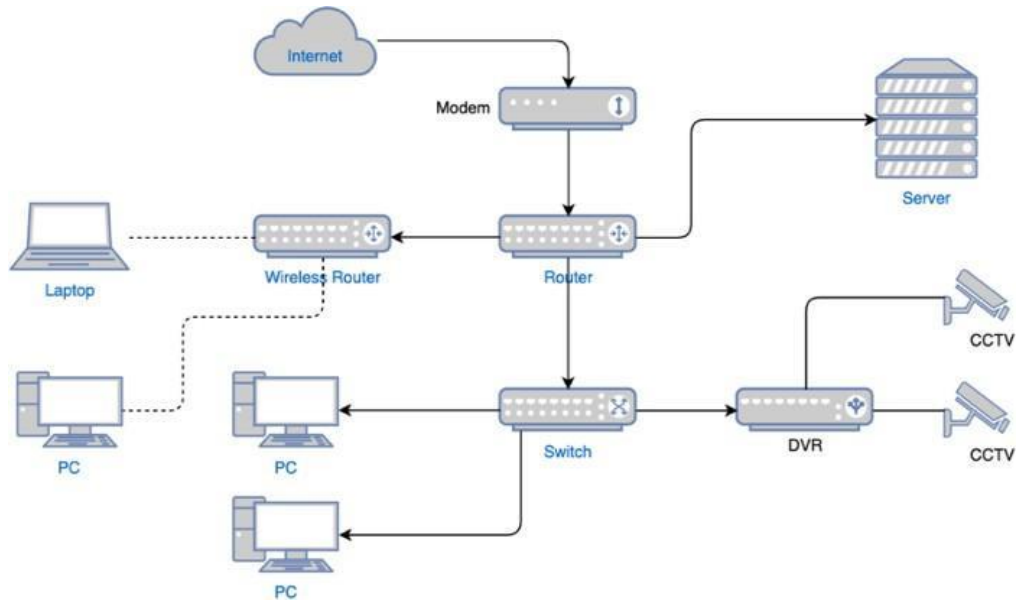 Internet
Modem
Server
Laptop
Wireless Router
Router
CCTV
PC
PC
Switch
DVR
CCTV
PC